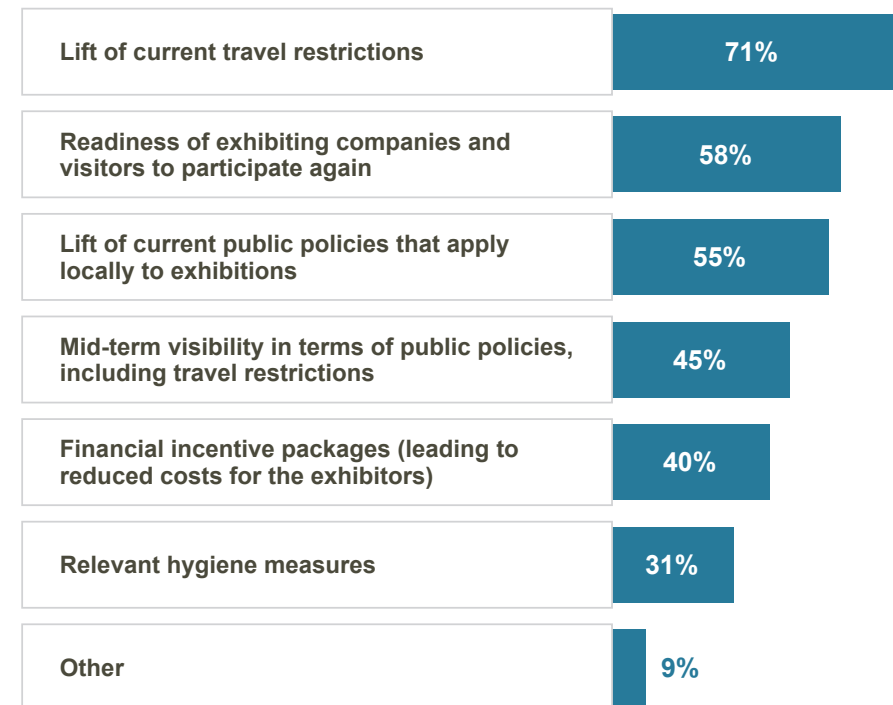 Lift of current travel restrictions
71%
Readiness of exhibiting companies and
visitors to participate again
58%
Lift of current public policies that apply
locally to exhibitions
55%
Mid-term visibility in terms of public policies,
including travel restrictions
45%
Financial incentive packages (leading to
reduced costs for the exhibitors)
40%
Relevant hygiene measures
31%
Other
9%